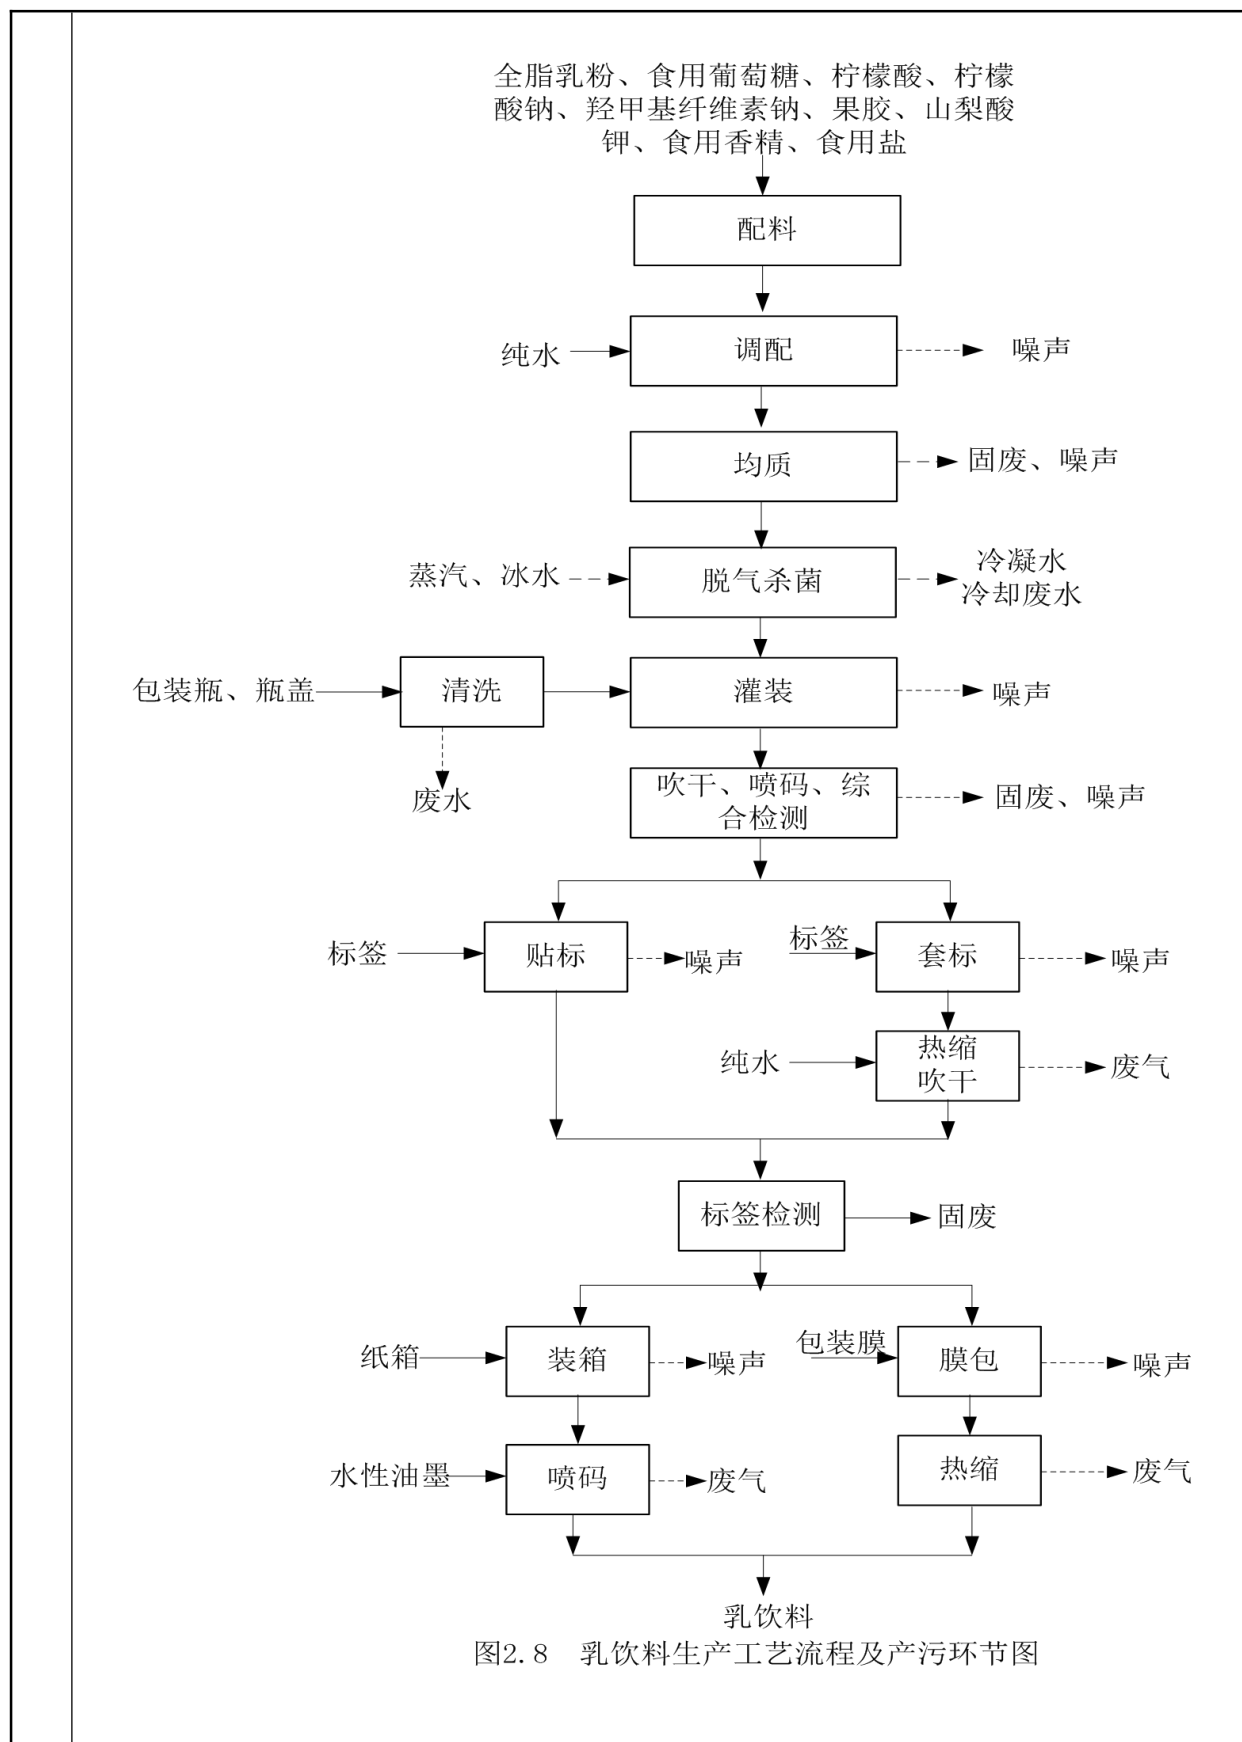 全脂乳粉、食用葡萄糖、柠檬酸、柠檬
酸钠、羟甲基纤维素钠、果胶、山梨酸
钾、食用香精、食用盐
配料
纯水
调配
噪声
均质
固废、噪声
蒸汽、冰水
脱气杀菌
冷凝水
冷却废水
包装瓶、瓶盖
清洗
灌装
噪声
废水
吹干、喷码、综
合检测
固废、噪声
标签
贴标
噪声
标签
套标
噪声
纯水
热缩
吹干
废气
标签检测
固废
纸箱
装箱
噪声
包装膜
膜包
噪声
水性油墨
喷码
废气
热缩
废气
乳饮料
图2.8 乳饮料生产工艺流程及产污环节图